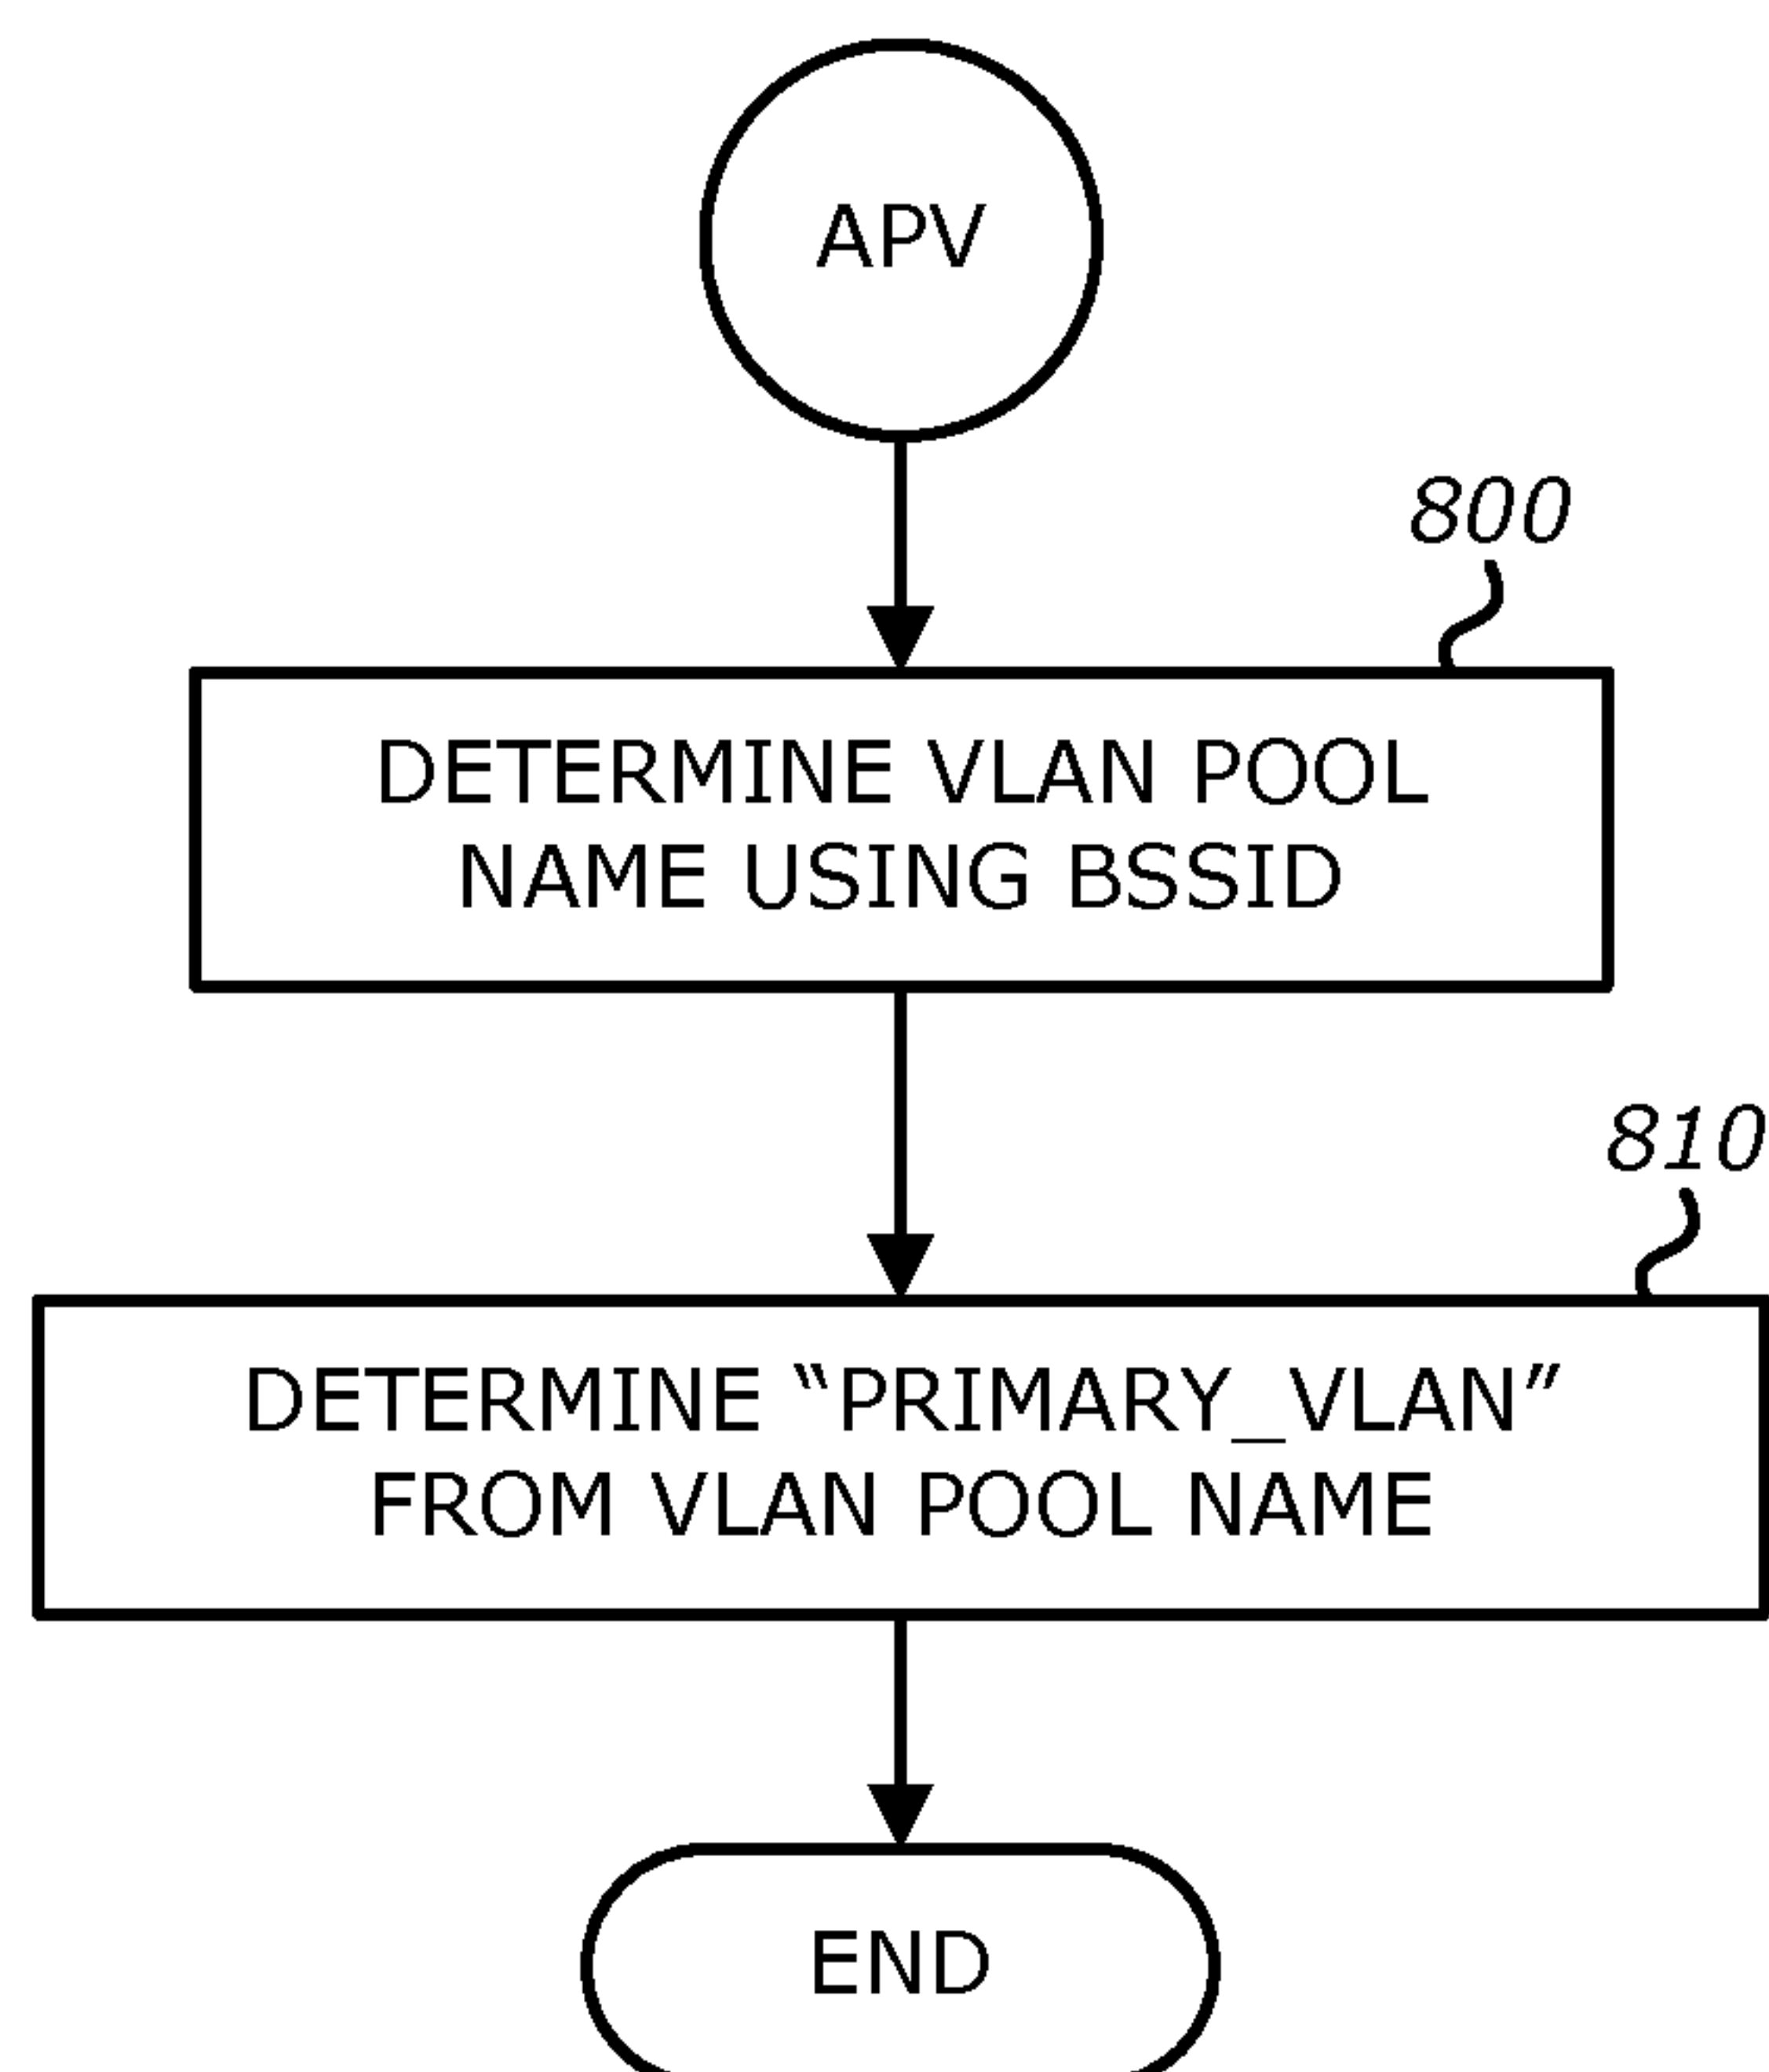 APV
800
DETERMINE VLAN POOL
NAME USING BSSID
810
DETERMINE “PRIMARY_VLAN”
FROM VLAN POOL NAME
END